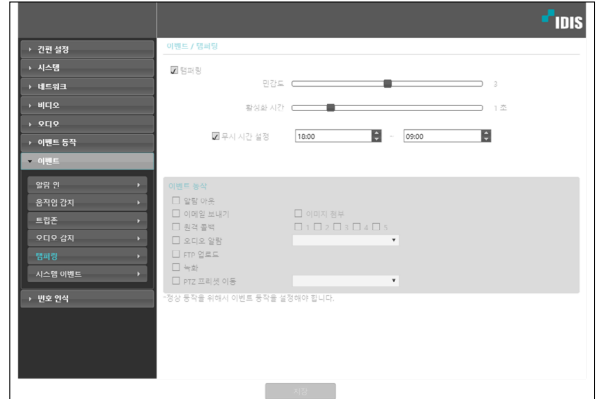 IDIS
간편 설정
시스템
네트워크
비디오
오디오
이벤트 동작
이벤트
알람 인
움직임 감지
트립존
오디오 감지
탬파링
시스템 이벤트
번호 인식
이벤트 / 탬파링
탬파링
민감도 3
활성화 시간 1 초
무시 시간 설정 18:00 ~ 09:00
이벤트 동작
알람 아웃
이메일 보내기 이미지 첨부
원격 콜백 1 2 3 4 5
오디오 알람
FTP 업로드
녹화
PTZ 프리셋 이동
*정상 동작을 위해서 이벤트 동작을 설정해야 합니다.
저장